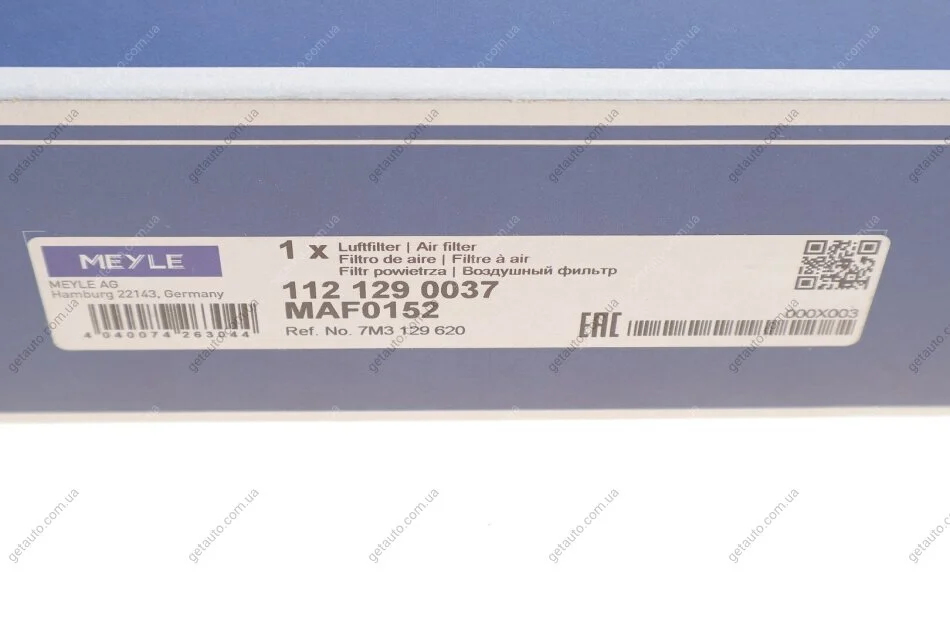 MEYLE
MEYLE AG
Hamburg 22143, Germany
4 040074 263044
1 x Luftfilter | Air filter
Filtro de aire | Filtre à air
Filtr powietrza | Воздушный фильтр
112 129 0037
MAF0152
Ref. No. 7M3 129 620
EAC
000X003
getauto.com.ua